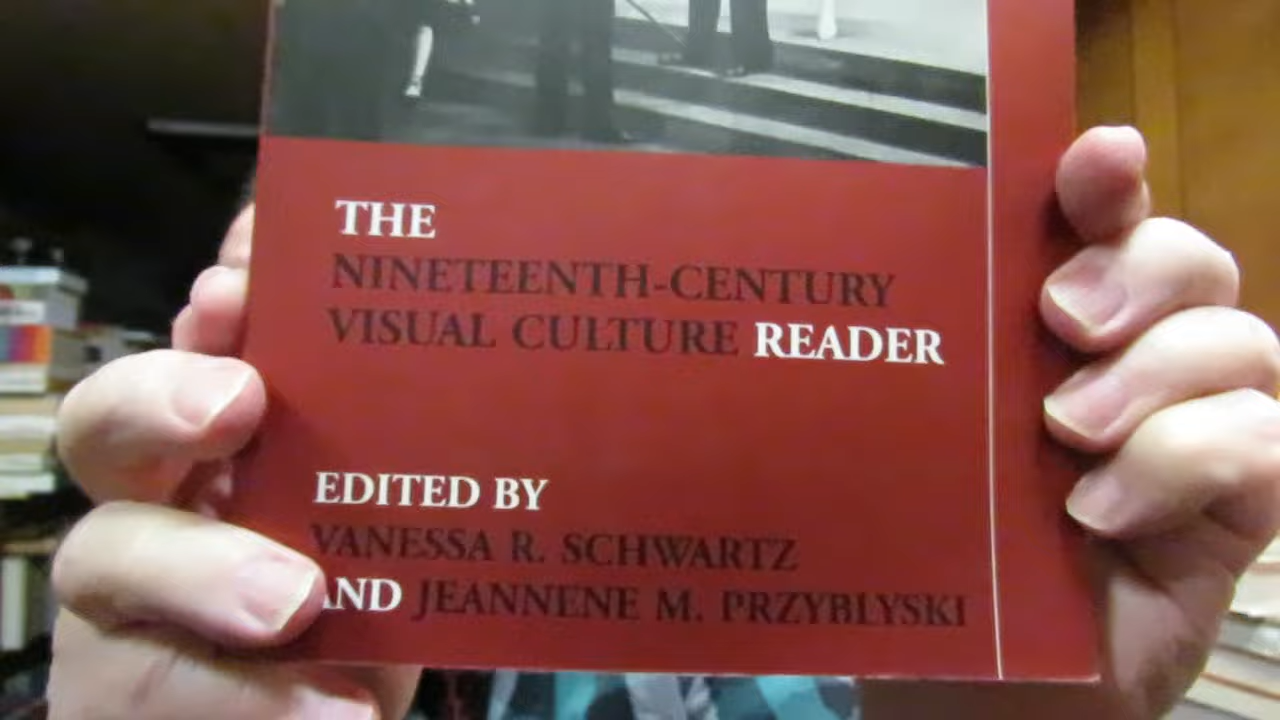 THE
NINETEENTH-CENTURY
VISUAL CULTURE READER
EDITED BY
VANESSA R. SCHWARTZ
AND JEANNENE M. PRZYBLYSKI